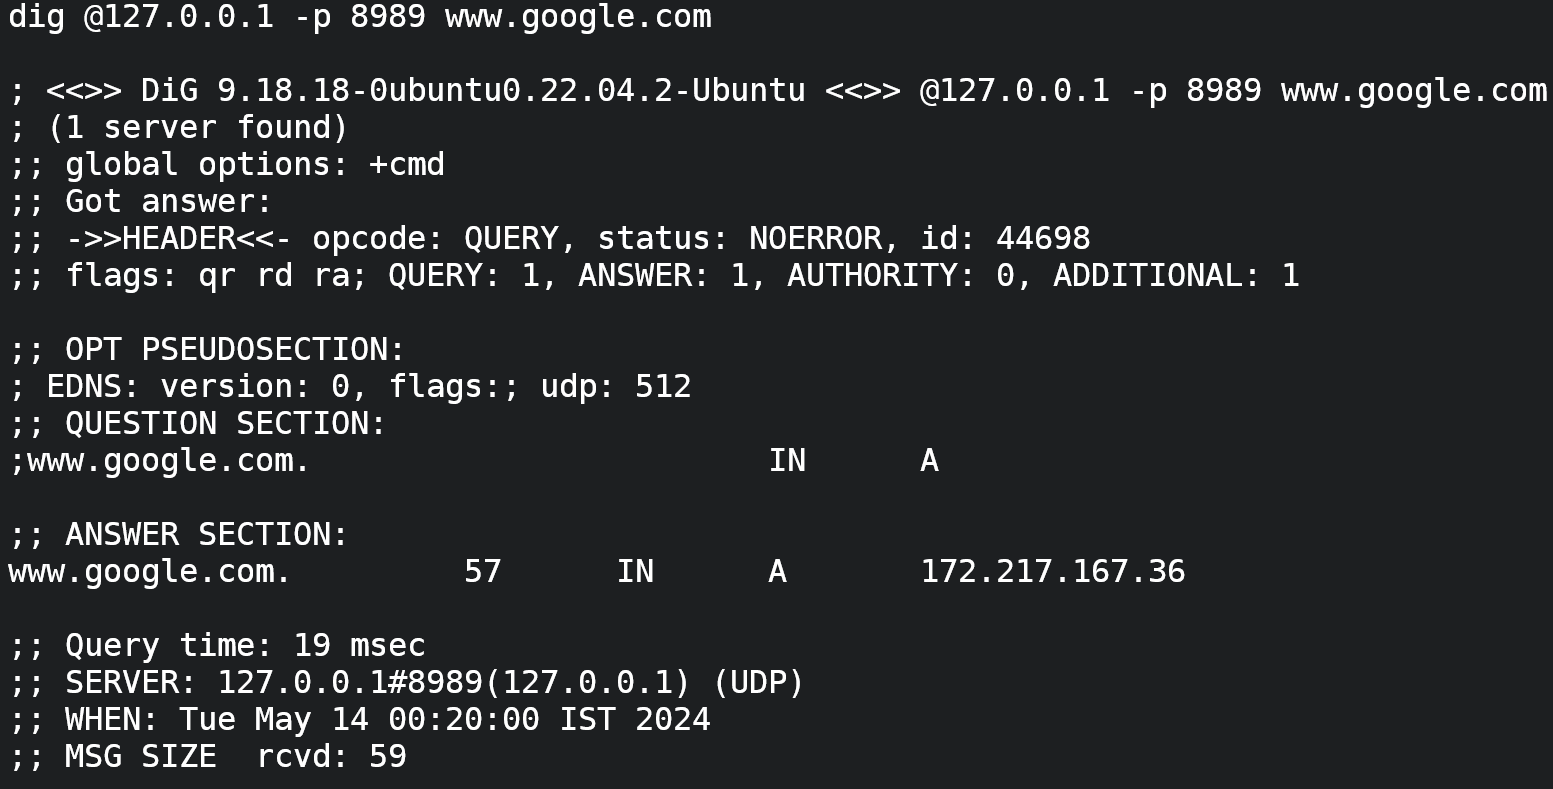 dig @127.0.0.1 -p 8989 www.google.com
; <<>> DiG 9.18.18-0ubuntu0.22.04.2-Ubuntu <<>> @127.0.0.1 -p 8989 www.google.com
; (1 server found)
;; global options: +cmd
;; Got answer:
;; ->>HEADER<<- opcode: QUERY, status: NOERROR, id: 44698
;; flags: qr rd ra; QUERY: 1, ANSWER: 1, AUTHORITY: 0, ADDITIONAL: 1
;; OPT PSEUDOSECTION:
; EDNS: version: 0, flags:; udp: 512
;; QUESTION SECTION:
;www.google.com. IN A
;; ANSWER SECTION:
www.google.com. 57 IN A 172.217.167.36
;; Query time: 19 msec
;; SERVER: 127.0.0.1#8989(127.0.0.1) (UDP)
;; WHEN: Tue May 14 00:20:00 IST 2024
;; MSG SIZE  rcvd: 59